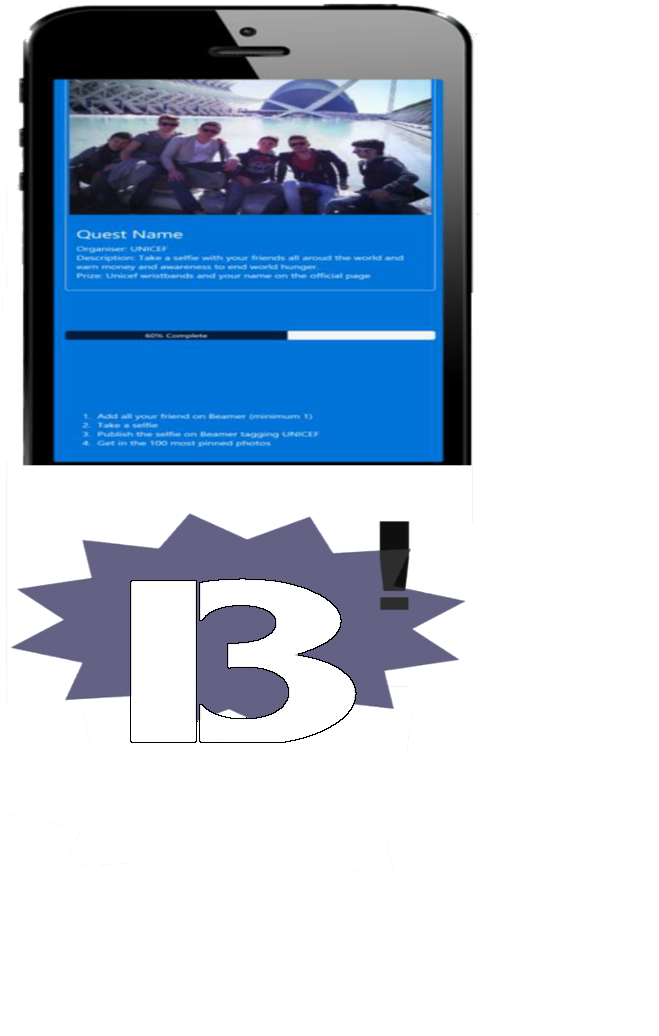 Quest Name
Organiser: UNICEF
Description: Take a selfie with your friends all aroud the world and
earn money and awareness to end world hunger.
Prize: Unicef wristbands and your name on the official page
60% Complete
1. Add all your friend on Beamer (minimum 1)
2. Take a selfie
3. Publish the selfie on Beamer tagging UNICEF
4. Get in the 100 most pinned photos
B!